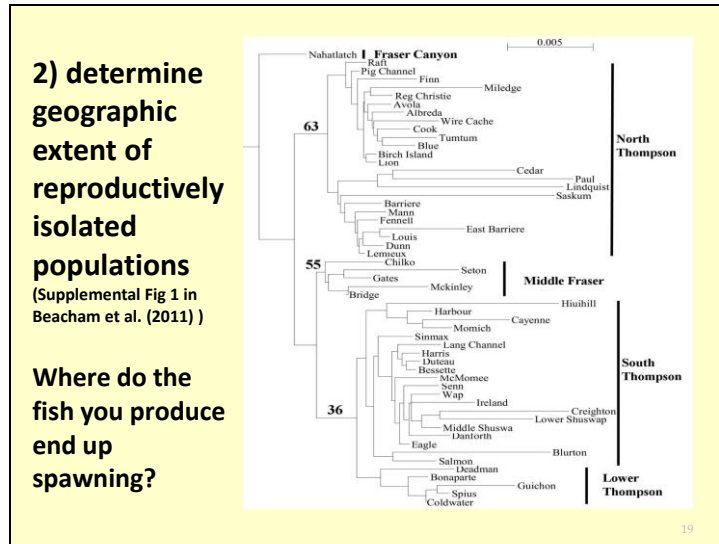 2) determine
geographic
extent of
reproductively
isolated
populations
(Supplemental Fig 1 in
Beacham et al. (2011) )
Where do the
fish you produce
end up
spawning?
0.005
Nahatlatch
Fraser Canyon
Raft
Pig Channel
Finn
Miledge
Reg Christie
Avola
Albreda
Wire Cache
Cook
Tumtum
Blue
Birch Island
Lion
63
North
Thompson
Cedar
Paul
Lindquist
Saskum
Barriere
Mann
Fennell
East Barriere
Louis
Dunn
Lemieux
55
Chilko
Seton
Gates
Mckinley
Bridge
Middle Fraser
Hiuihill
Harbour
Cayenne
Momich
Sinmax
Lang Channel
Harris
Duteau
Bessette
McMomee
Senn
Wap
Ireland
Creighton
Lower Shuswap
Middle Shuswa
Danforth
Eagle
Blurton
Salmon
36
South
Thompson
Deadman
Bonaparte
Guichon
Spius
Coldwater
Lower
Thompson
19